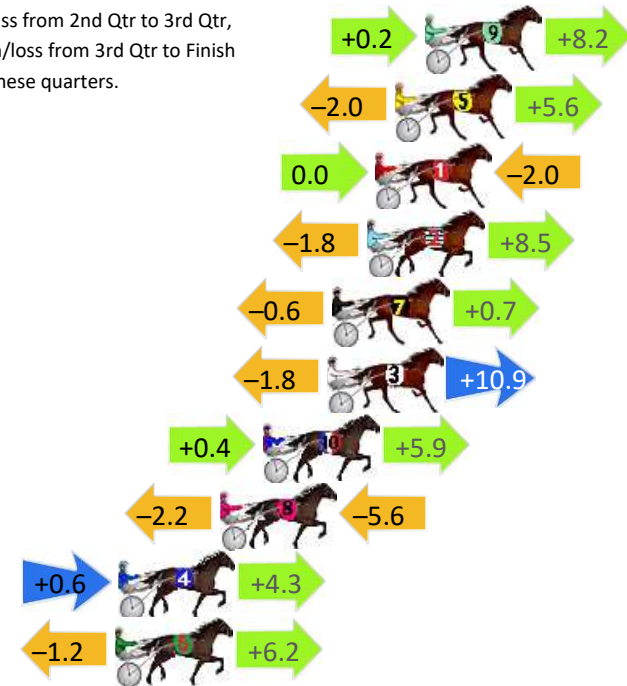 ss from 2nd Qtr to 3rd Qtr,
/loss from 3rd Qtr to Finish
hese quarters.
+0.2 9 +8.2
−2.0 5 +5.6
0.0 1 −2.0
−1.8 2 +8.5
−0.6 7 +0.7
−1.8 3 +10.9
+0.4 10 +5.9
−2.2 8 −5.6
+0.6 4 +4.3
−1.2 6 +6.2